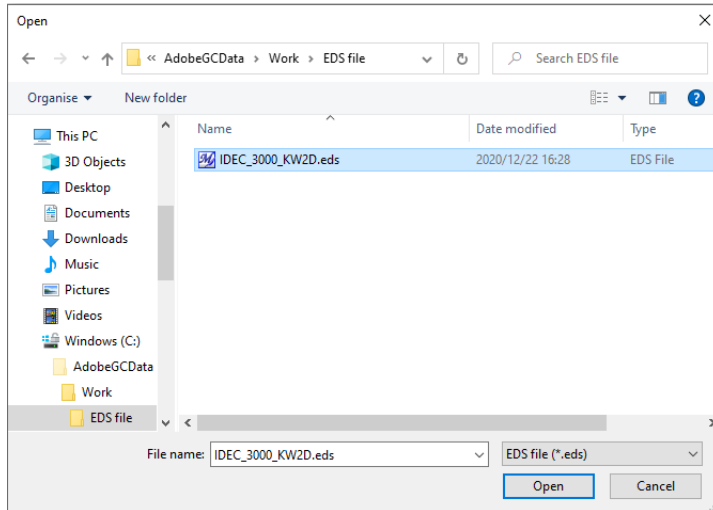 Open
« AdobeGCData > Work > EDS file
Search EDS file
Organise
New folder
Name
Date modified
Type
IDEC_3000_KW2D.eds
2020/12/22 16:28
EDS File
This PC
3D Objects
Desktop
Documents
Downloads
Music
Pictures
Videos
Windows (C:)
AdobeGCData
Work
EDS file
File name:
IDEC_3000_KW2D.eds
EDS file (*.eds)
Open
Cancel